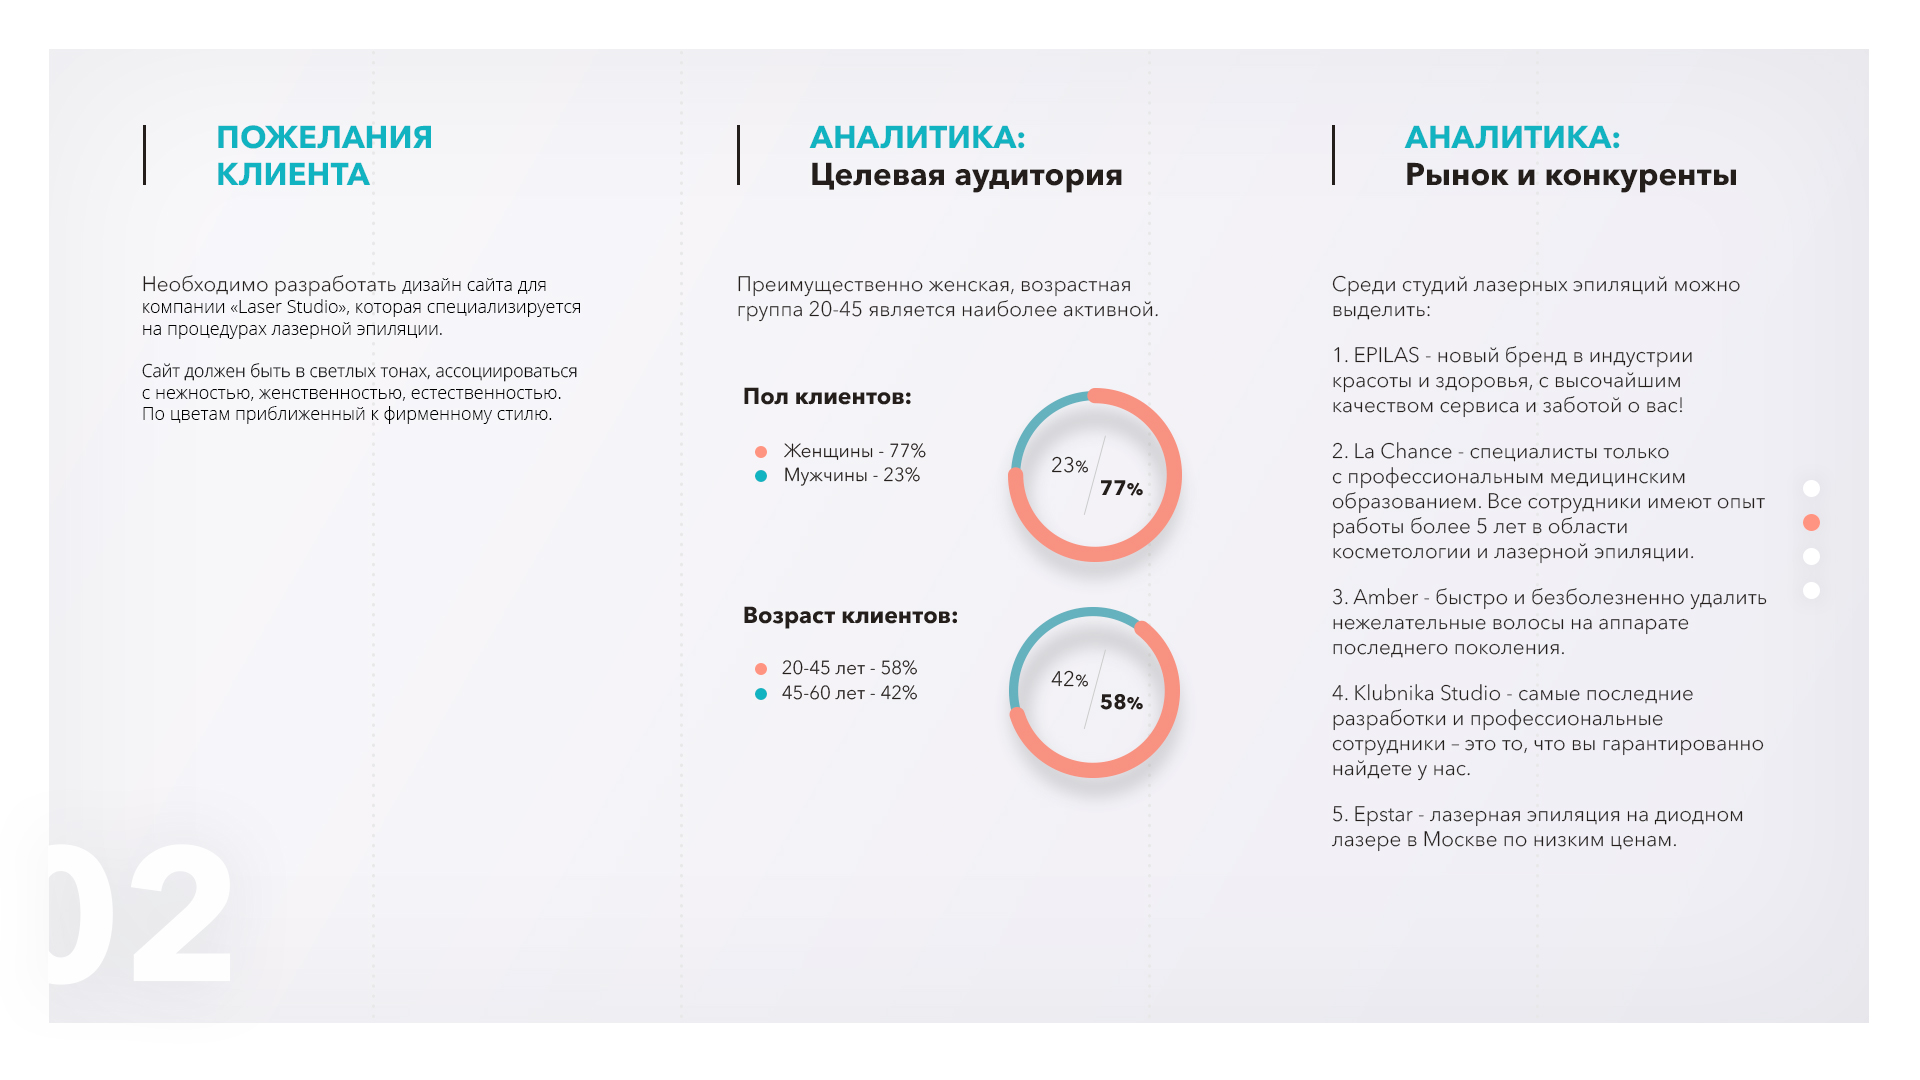 ПОЖЕЛАНИЯ
КЛИЕНТА
Необходимо разработать дизайн сайта для
компании «Laser Studio», которая специализируется
на процедурах лазерной эпиляции.
Сайт должен быть в светлых тонах, ассоциироваться
с нежностью, женственностью, естественностью.
По цветам приближенный к фирменному стилю.
АНАЛИТИКА:
Целевая аудитория
Преимущественно женская, возрастная
группа 20-45 является наиболее активной.
Пол клиентов:
Женщины - 77%
Мужчины - 23%
23%
77%
Возраст клиентов:
20-45 лет - 58%
45-60 лет - 42%
42%
58%
АНАЛИТИКА:
Рынок и конкуренты
Среди студий лазерных эпиляций можно
выделить:
1. EPILAS - новый бренд в индустрии
красоты и здоровья, с высочайшим
качеством сервиса и заботой о вас!
2. La Chance - специалисты только
с профессиональным медицинским
образованием. Все сотрудники имеют опыт
работы более 5 лет в области
косметологии и лазерной эпиляции.
3. Amber - быстро и безболезненно удалить
нежелательные волосы на аппарате
последнего поколения.
4. Klubnika Studio - самые последние
разработки и профессиональные
сотрудники – это то, что вы гарантированно
найдете у нас.
5. Epstar - лазерная эпиляция на диодном
лазере в Москве по низким ценам.
02